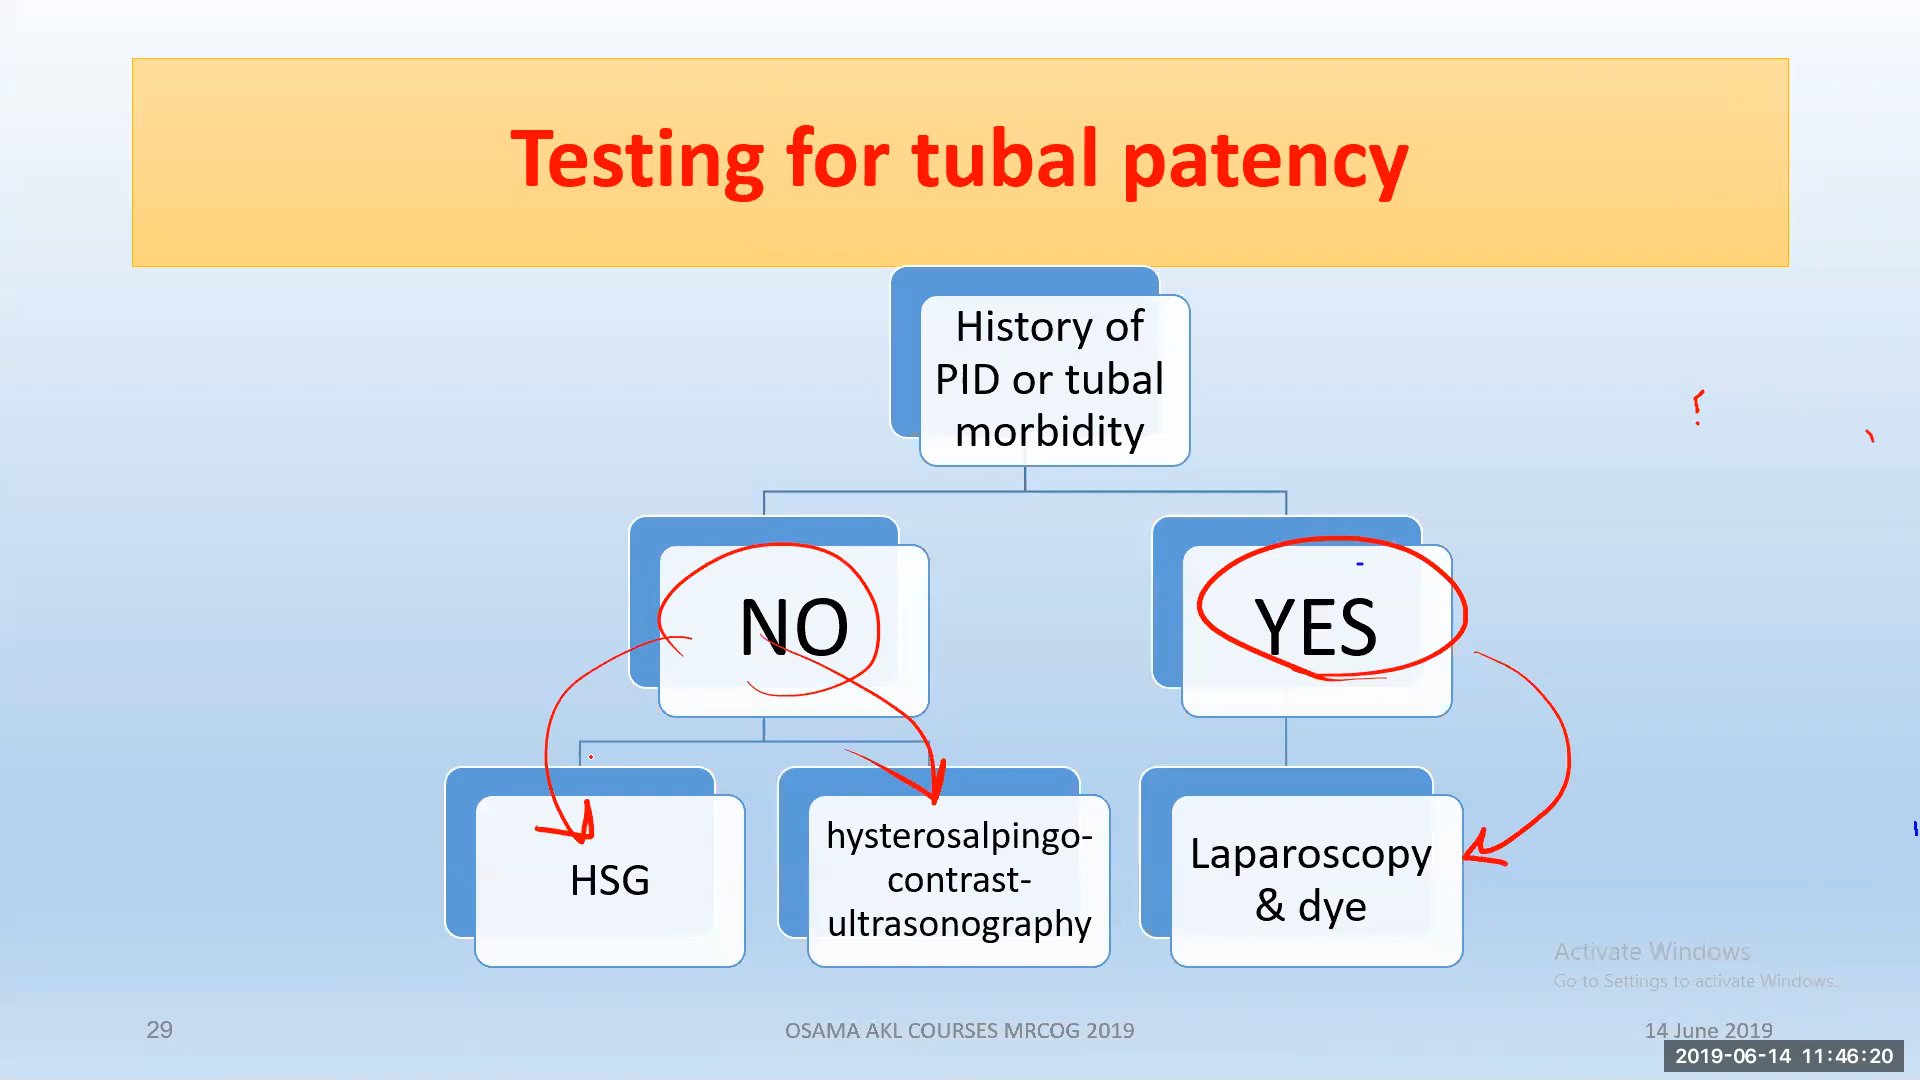 Testing for tubal patency
History of
PID or tubal
morbidity
NO
YES
HSG
hysterosalpingo-
contrast-
ultrasonography
Laparoscopy
& dye
Activate Windows
Go to Settings to activate Windows.
29
OSAMA AKL COURSES MRCOG 2019
14 June 2019
2019-06-14 11:46:20